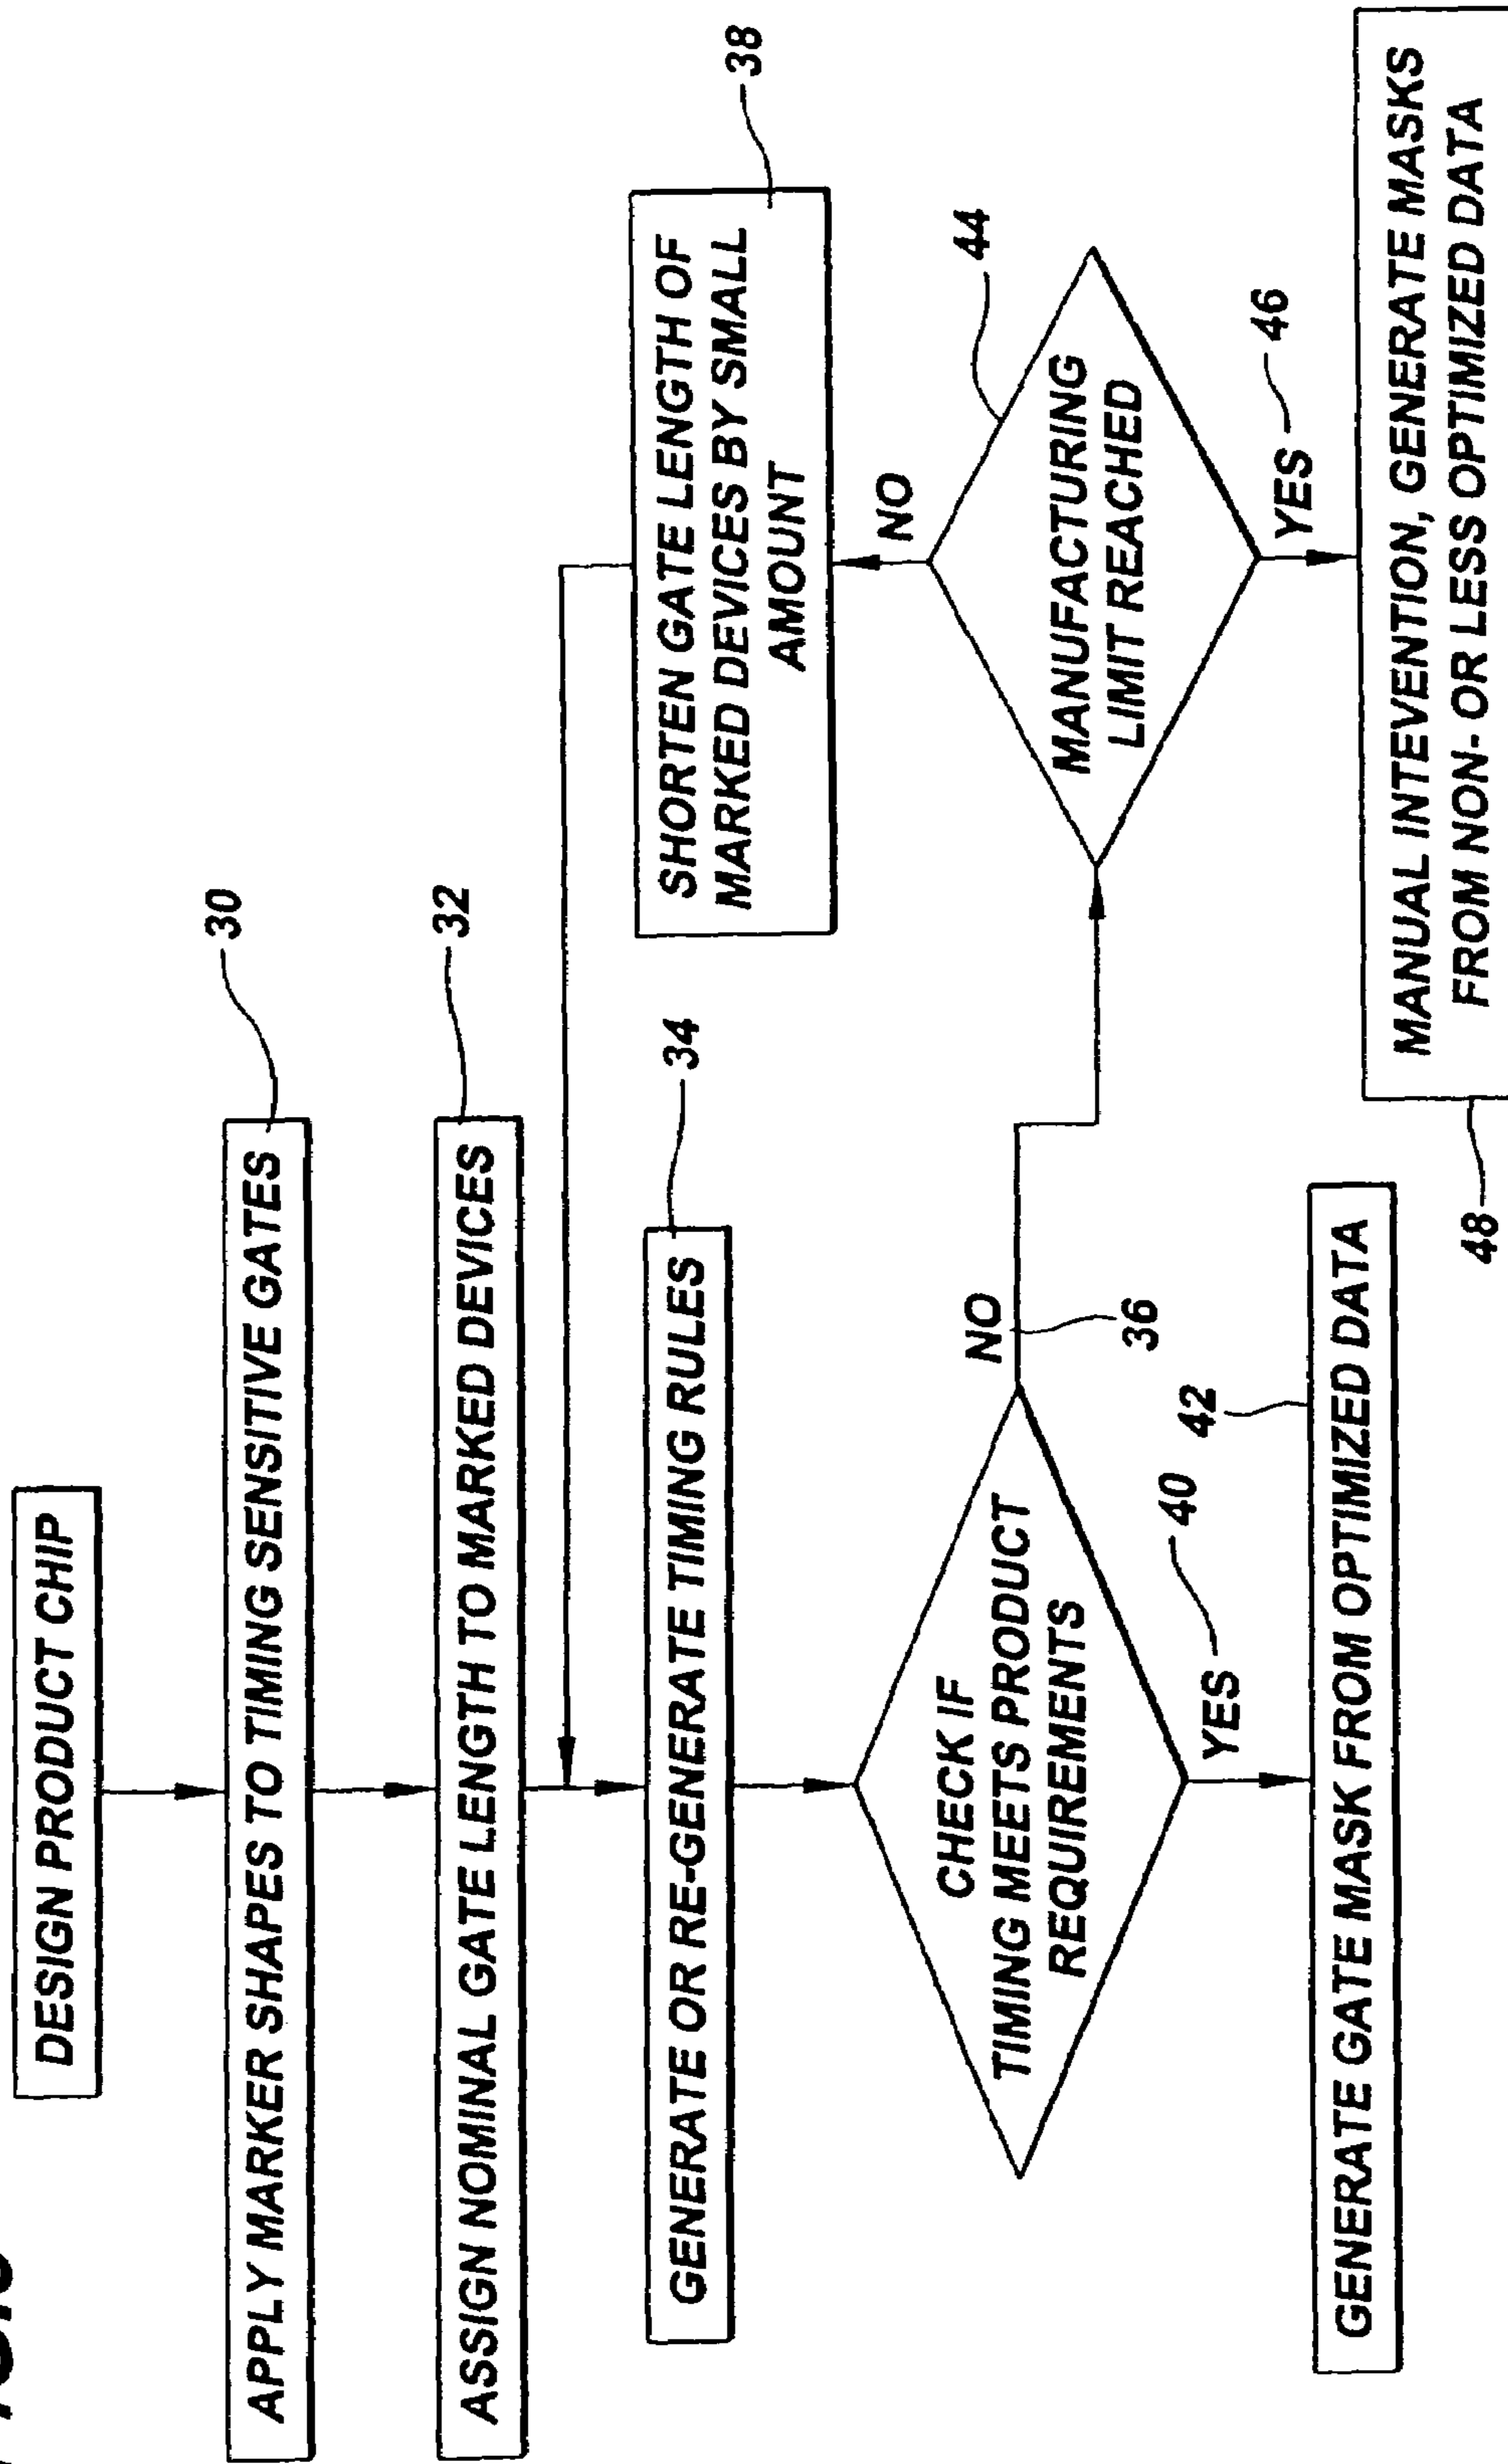 DESIGN PRODUCT CHIP
APPLY MARKER SHAPES TO TIMING SENSITIVE GATES
30
ASSIGN NOMINAL GATE LENGTH TO MARKED DEVICES
32
GENERATE OR RE-GENERATE TIMING RULES
34
SHORTEN GATE LENGTH OF
MARKED DEVICES BY SMALL
AMOUNT
38
NO
CHECK IF
TIMING MEETS PRODUCT
REQUIREMENTS
NO
36
MANUFACTURING
LIMIT REACHED
44
YES
40
YES
46
GENERATE GATE MASK FROM OPTIMIZED DATA
42
MANUAL INTEVENTION, GENERATE MASKS
FROM NON- OR LESS OPTIMIZED DATA
48